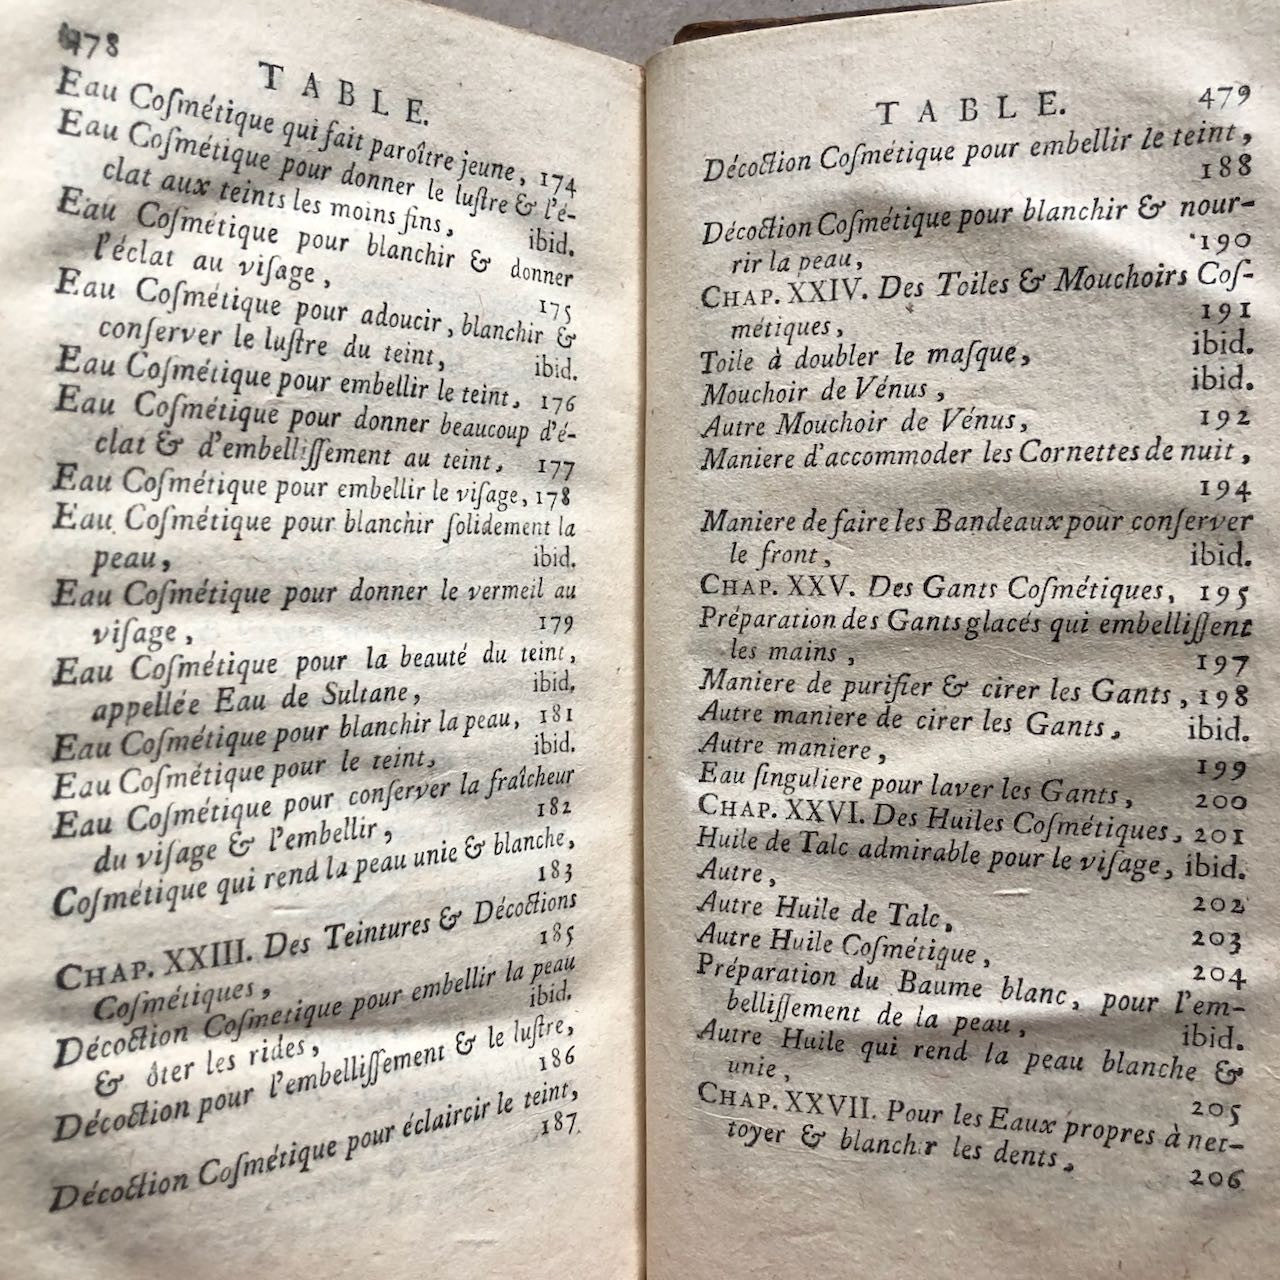 478
TABLE.
Eau Coſmétique qui fait paroître jeune, 174
Eau Coſmétique pour donner le luſtre & l'é-
clat aux teints les moins fins, ibid.
Eau Coſmétique pour blanchir & donner
l'éclat au viſage, 175
Eau Coſmétique pour adoucir, blanchir &
conſerver le luſtre du teint, ibid.
Eau Coſmétique pour embellir le teint, 176
Eau Coſmétique pour donner beaucoup d'é-
clat & d'embelliſſement au teint, 177
Eau Coſmétique pour embellir le viſage, 178
Eau Coſmétique pour blanchir ſolidement la
peau, ibid.
Eau Coſmétique pour donner le vermeil au
viſage, 179
Eau Coſmétique pour la beauté du teint,
appellée Eau de Sultane, ibid.
Eau Coſmétique pour blanchir la peau, 181
Eau Coſmétique pour le teint, ibid.
Eau Coſmétique pour conſerver la fraîcheur
du viſage & l'embellir, 182
Coſmétique qui rend la peau unie & blanche,
183
CHAP. XXIII. Des Teintures & Décoctions
Coſmétiques, 185
Décoction Coſmetique pour embellir la peau
& ôter les rides, ibid.
Décoction pour l'embelliſſement & le luſtre,
186
Décoction Coſmétique pour éclaircir le teint,
187
TABLE. 479
Décoction Coſmétique pour embellir le teint,
188
Décoction Coſmétique pour blanchir & nour-
rir la peau, 190
CHAP. XXIV. Des Toiles & Mouchoirs Coſ-
métiques, 191
Toile à doubler le maſque, ibid.
Mouchoir de Vénus, ibid.
Autre Mouchoir de Vénus, 192
Maniere d'accommoder les Cornettes de nuit,
194
Maniere de faire les Bandeaux pour conſerver
le front, ibid.
CHAP. XXV. Des Gants Coſmétiques, 195
Préparation des Gants glacés qui embelliſſent
les mains, 197
Maniere de purifier & cirer les Gants, 198
Autre maniere de cirer les Gants, ibid.
Autre maniere, 199
Eau ſinguliere pour laver les Gants, 200
CHAP. XXVI. Des Huiles Coſmétiques, 201
Huile de Talc admirable pour le viſage, ibid.
Autre, 202
Autre Huile de Talc, 203
Autre Huile Coſmétique, 204
Préparation du Baume blanc, pour l'em-
belliſſement de la peau, ibid.
Autre Huile qui rend la peau blanche &
unie, 205
CHAP. XXVII. Pour les Eaux propres à net-
toyer & blanchir les dents, 206